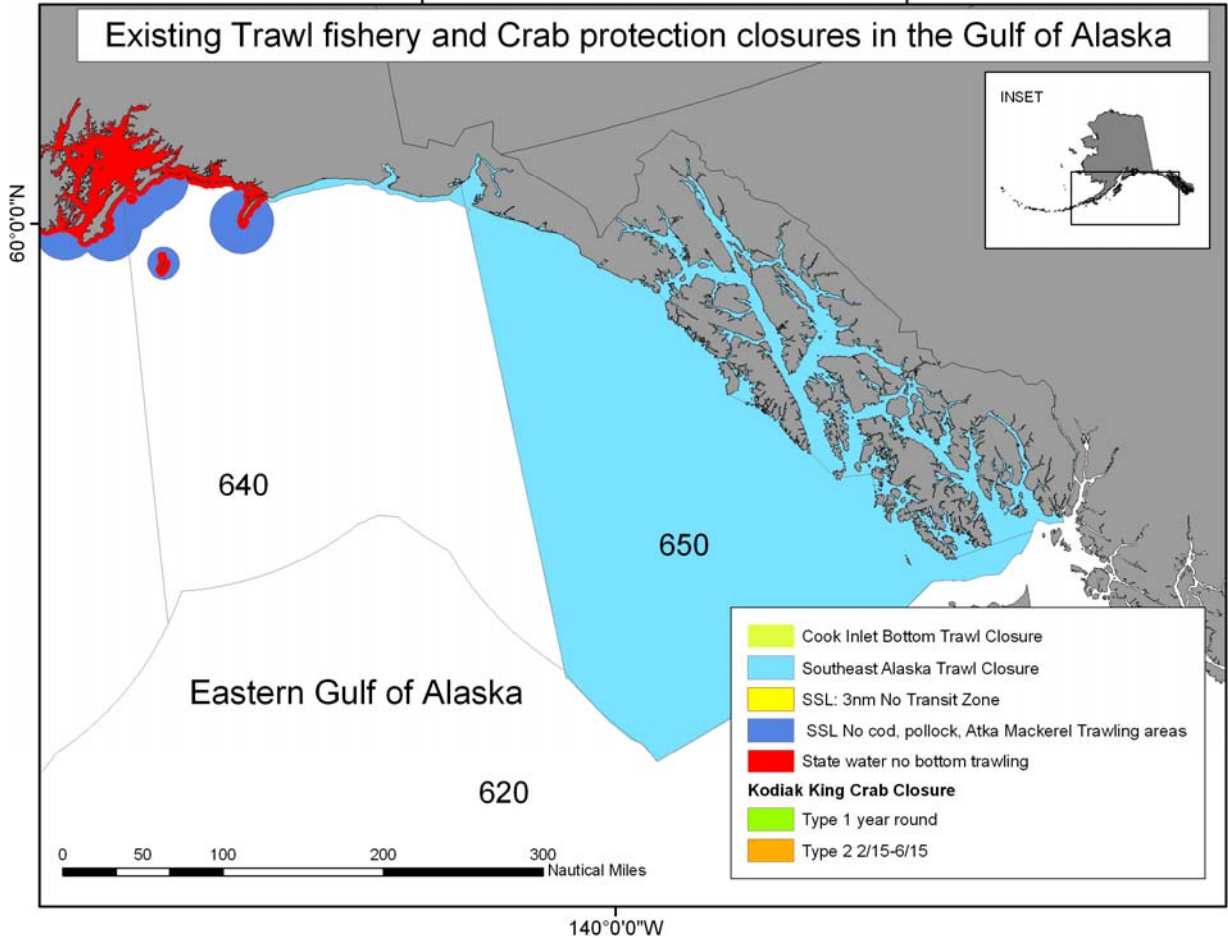 Existing Trawl fishery and Crab protection closures in the Gulf of Alaska
INSET
60°0'0"N
640
650
Eastern Gulf of Alaska
620
Cook Inlet Bottom Trawl Closure
Southeast Alaska Trawl Closure
SSL: 3nm No Transit Zone
SSL No cod, pollock, Atka Mackerel Trawling areas
State water no bottom trawling
Kodiak King Crab Closure
Type 1 year round
Type 2 2/15-6/15
0 50 100 200 300
Nautical Miles
140°0'0"W